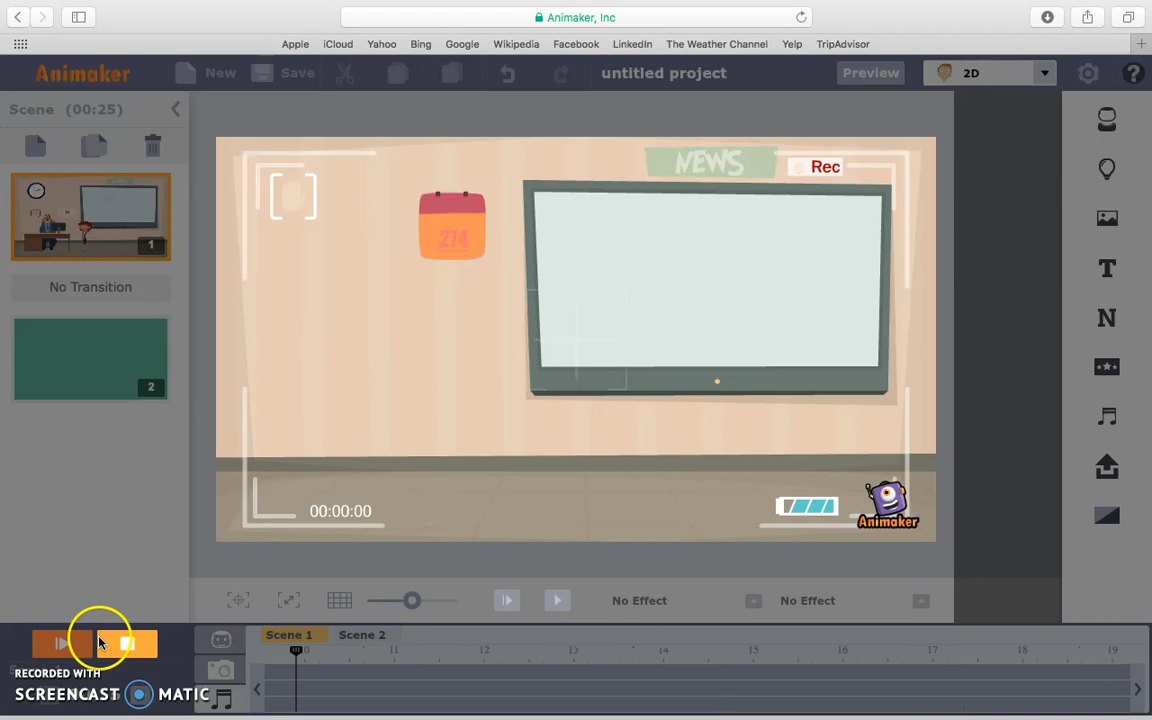 Animaker, Inc
Apple iCloud Yahoo Bing Google Wikipedia Facebook LinkedIn The Weather Channel Yelp TripAdvisor
Animaker New Save untitled project Preview 2D ?
Scene (00:25)
NEWS
Rec
274
1
No Transition
2
00:00:00
Animaker
T
N
No Effect No Effect
Scene 1 Scene 2
0 11 12 13 14 15 16 17 18 19
RECORDED WITH
SCREENCAST MATIC